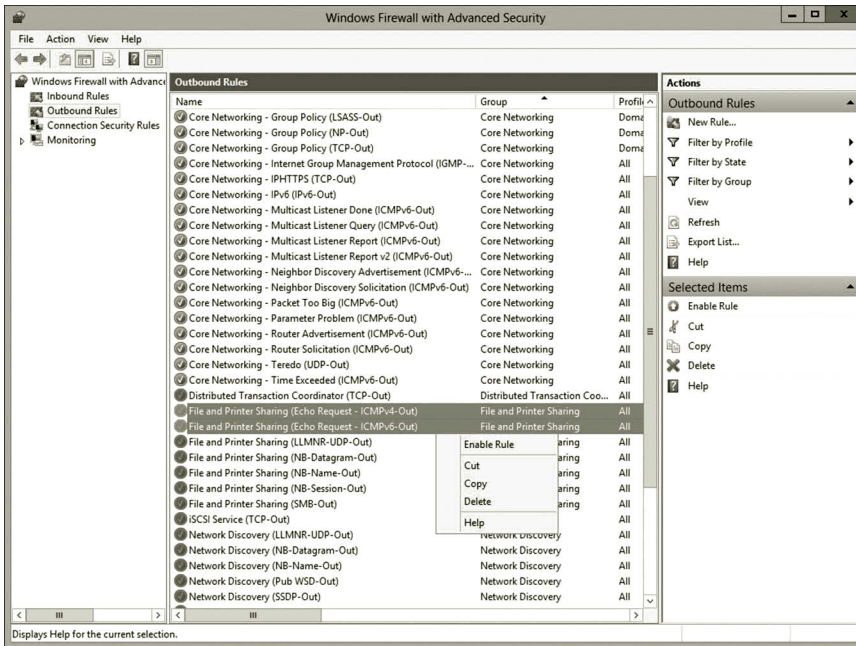 Windows Firewall with Advanced Security
File Action View Help
Windows Firewall with Advance
Inbound Rules
Outbound Rules
Connection Security Rules
Monitoring
Outbound Rules
Name Group Profile
Core Networking - Group Policy (LSASS-Out) Core Networking Doma
Core Networking - Group Policy (NP-Out) Core Networking Doma
Core Networking - Group Policy (TCP-Out) Core Networking Doma
Core Networking - Internet Group Management Protocol (IGMP-... Core Networking All
Core Networking - IPHTTPS (TCP-Out) Core Networking All
Core Networking - IPv6 (IPv6-Out) Core Networking All
Core Networking - Multicast Listener Done (ICMPv6-Out) Core Networking All
Core Networking - Multicast Listener Query (ICMPv6-Out) Core Networking All
Core Networking - Multicast Listener Report (ICMPv6-Out) Core Networking All
Core Networking - Multicast Listener Report v2 (ICMPv6-Out) Core Networking All
Core Networking - Neighbor Discovery Advertisement (ICMPv6-... Core Networking All
Core Networking - Neighbor Discovery Solicitation (ICMPv6-Out) Core Networking All
Core Networking - Packet Too Big (ICMPv6-Out) Core Networking All
Core Networking - Parameter Problem (ICMPv6-Out) Core Networking All
Core Networking - Router Advertisement (ICMPv6-Out) Core Networking All
Core Networking - Router Solicitation (ICMPv6-Out) Core Networking All
Core Networking - Teredo (UDP-Out) Core Networking All
Core Networking - Time Exceeded (ICMPv6-Out) Core Networking All
Distributed Transaction Coordinator (TCP-Out) Distributed Transaction Coo... All
File and Printer Sharing (Echo Request - ICMPv4-Out) File and Printer Sharing All
File and Printer Sharing (Echo Request - ICMPv6-Out) File and Printer Sharing All
File and Printer Sharing (LLMNR-UDP-Out) aring All
File and Printer Sharing (NB-Datagram-Out) aring All
File and Printer Sharing (NB-Name-Out) aring All
File and Printer Sharing (NB-Session-Out) aring All
File and Printer Sharing (SMB-Out) aring All
iSCSI Service (TCP-Out) All
Network Discovery (LLMNR-UDP-Out) Network Discovery All
Network Discovery (NB-Datagram-Out) Network Discovery All
Network Discovery (NB-Name-Out) Network Discovery All
Network Discovery (Pub WSD-Out) Network Discovery All
Network Discovery (SSDP-Out) Network Discovery All
Enable Rule
Cut
Copy
Delete
Help
Actions
Outbound Rules
New Rule...
Filter by Profile
Filter by State
Filter by Group
View
Refresh
Export List...
Help
Selected Items
Enable Rule
Cut
Copy
Delete
Help
Displays Help for the current selection.